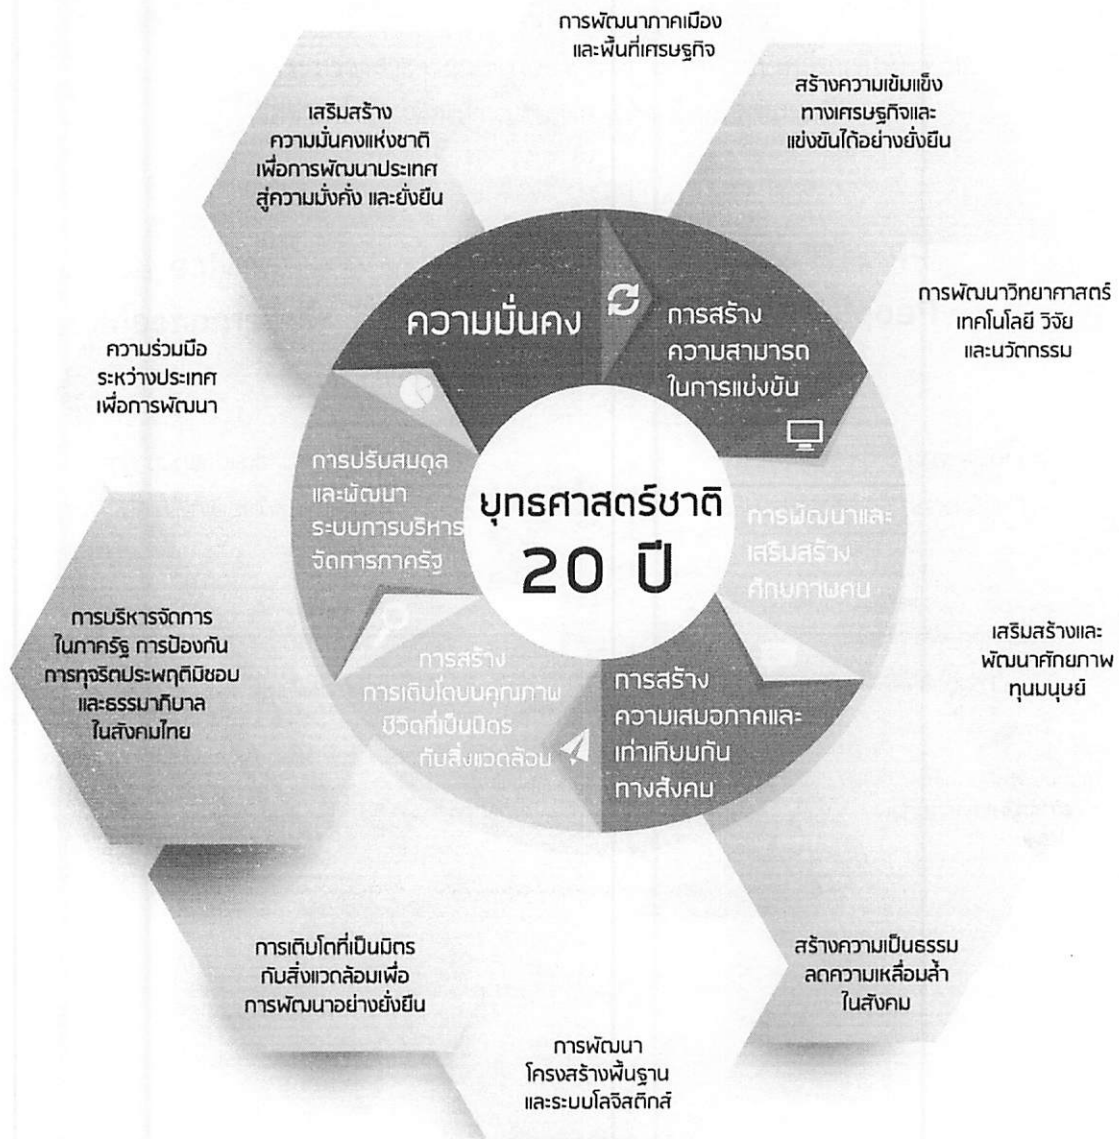 การพัฒนาภาคเมือง
และพื้นที่เศรษฐกิจ
เสริมสร้าง
ความมั่นคงแห่งชาติ
เพื่อการพัฒนาประเทศ
สู่ความมั่งคั่ง และยั่งยืน
สร้างความเข้มแข็ง
ทางเศรษฐกิจและ
แข่งขันได้อย่างยั่งยืน
การพัฒนาวิทยาศาสตร์
เทคโนโลยี วิจัย
และนวัตกรรม
ความร่วมมือ
ระหว่างประเทศ
เพื่อการพัฒนา
ความมั่นคง
การสร้าง
ความสามารถ
ในการแข่งขัน
การปรับสมดุล
และพัฒนา
ระบบการบริหาร
จัดการภาครัฐ
ยุทธศาสตร์ชาติ
20 ปี
การพัฒนาและ
เสริมสร้าง
ศักยภาพคน
การสร้าง
การเติบโตบนคุณภาพ
ชีวิตที่เป็นมิตร
กับสิ่งแวดล้อม
การสร้าง
ความเสมอภาคและ
เท่าเทียมกัน
ทางสังคม
การบริหารจัดการ
ในภาครัฐ การป้องกัน
การทุจริตประพฤติมิชอบ
และธรรมาภิบาล
ในสังคมไทย
เสริมสร้างและ
พัฒนาศักยภาพ
ทุนมนุษย์
การเติบโตที่เป็นมิตร
กับสิ่งแวดล้อมเพื่อ
การพัฒนาอย่างยั่งยืน
สร้างความเป็นธรรม
ลดความเหลื่อมล้ำ
ในสังคม
การพัฒนา
โครงสร้างพื้นฐาน
และระบบโลจิสติกส์